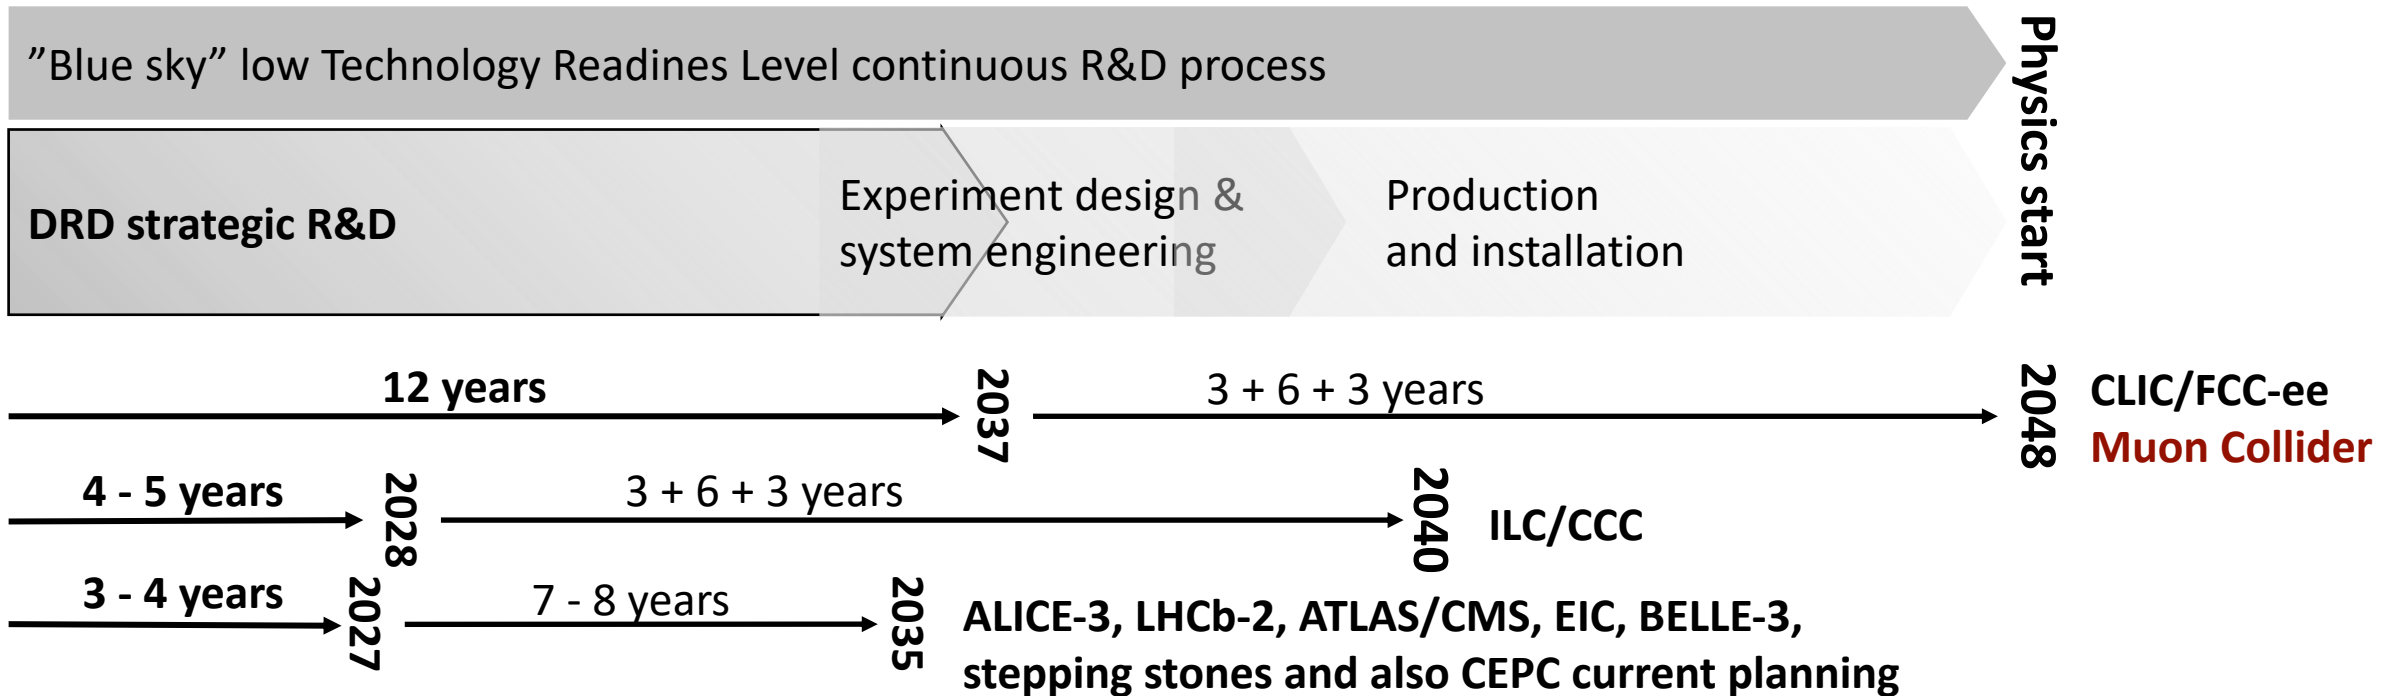 ”Blue sky” low Technology Readines Level continuous R&D process
Physics start
DRD strategic R&D
Experiment design &
system engineering
Production
and installation
12 years
2037
3 + 6 + 3 years
2048
CLIC/FCC-ee
Muon Collider
4 - 5 years
2028
3 + 6 + 3 years
2040
ILC/CCC
3 - 4 years
2027
7 - 8 years
2035
ALICE-3, LHCb-2, ATLAS/CMS, EIC, BELLE-3,
stepping stones and also CEPC current planning